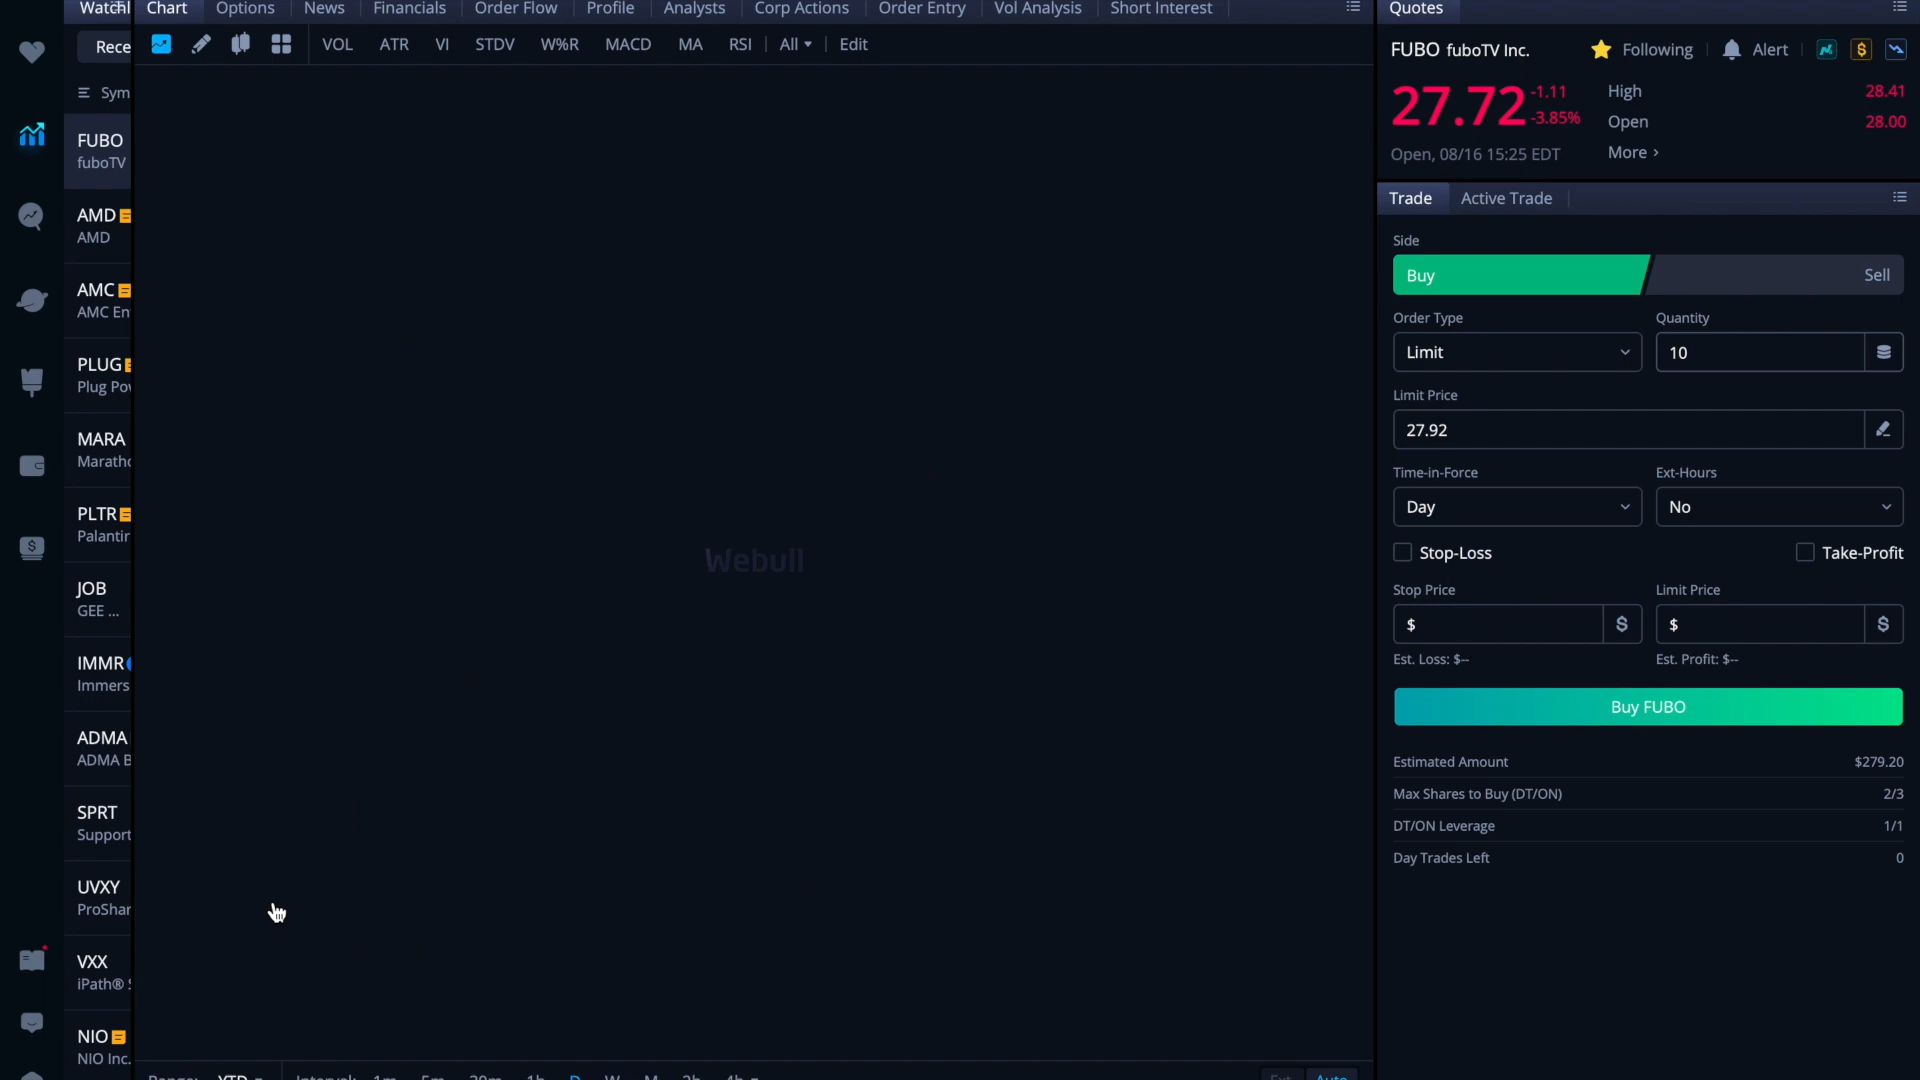 Chart Options News Financials Order Flow Profile Analysts Corp Actions Order Entry Vol Analysis Short Interest
Rece
VOL ATR VI STDV W%R MACD MA RSI All Edit
Sym
FUBO
fuboTV
AMD
AMD
AMC
AMC En
PLUG
Plug Po
MARA
Maratho
PLTR
Palantir
JOB
GEE ...
IMMR
Immers
ADMA
ADMA B
SPRT
Support
UVXY
ProShar
VXX
iPath®
NIO
NIO Inc.
Webull
YTD
Quotes
FUBO fuboTV Inc. Following Alert
27.72 -1.11 -3.85%
High 28.41
Open 28.00
Open, 08/16 15:25 EDT More ›
Trade Active Trade
Side
Buy Sell
Order Type Quantity
Limit 10
Limit Price
27.92
Time-in-Force Ext-Hours
Day No
Stop-Loss Take-Profit
Stop Price Limit Price
$ $ $ $
Est. Loss: $-- Est. Profit: $--
Buy FUBO
Estimated Amount $279.20
Max Shares to Buy (DT/ON) 2/3
DT/ON Leverage 1/1
Day Trades Left 0